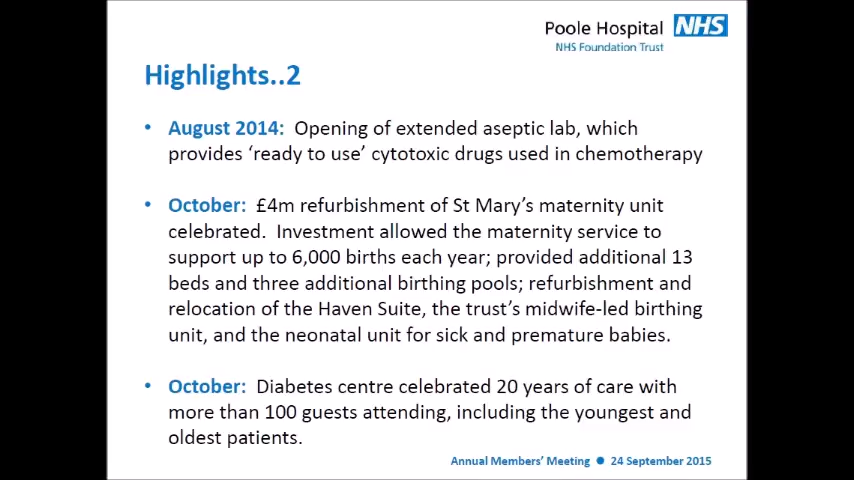 Poole Hospital NHS
NHS Foundation Trust
Highlights..2
• August 2014: Opening of extended aseptic lab, which
provides ‘ready to use’ cytotoxic drugs used in chemotherapy
• October: £4m refurbishment of St Mary’s maternity unit
celebrated. Investment allowed the maternity service to
support up to 6,000 births each year; provided additional 13
beds and three additional birthing pools; refurbishment and
relocation of the Haven Suite, the trust’s midwife-led birthing
unit, and the neonatal unit for sick and premature babies.
• October: Diabetes centre celebrated 20 years of care with
more than 100 guests attending, including the youngest and
oldest patients.
Annual Members’ Meeting ● 24 September 2015